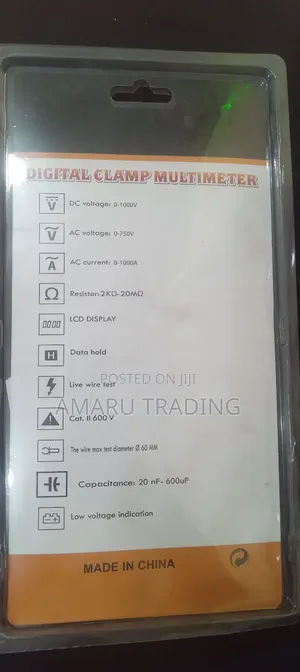 DIGITAL CLAMP MULTIMETER
DC voltage: 0-1000V
AC voltage: 0-750V
AC current: 0-1000A
Resistor:2KΩ-20MΩ
LCD DISPLAY
Data hold
Live wire test
POSTED ON JIJI
AMARU TRADING
Cat. II 600 V
The wire max test diameter Ø 60 MM
Capacitance: 20 nF- 600uF
Low voltage indication
MADE IN CHINA